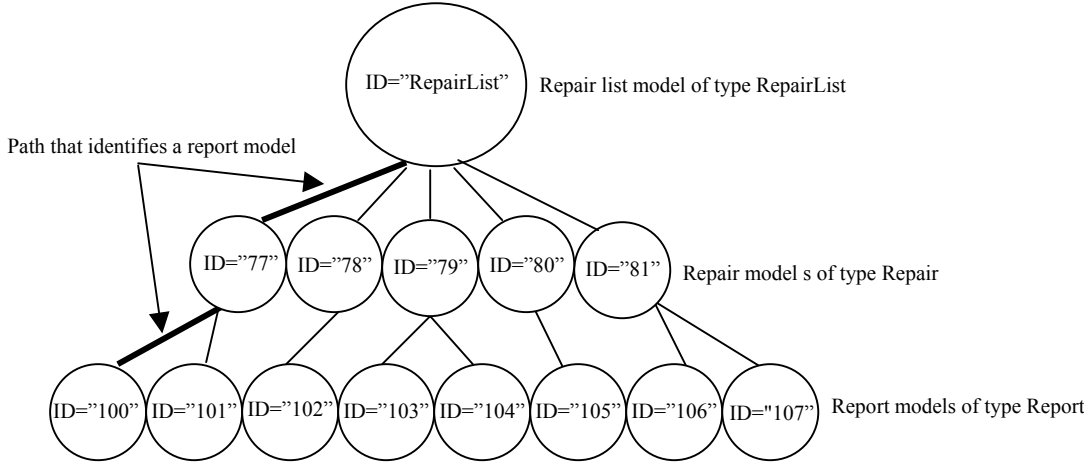 ID=”RepairList”
Repair list model of type RepairList
Path that identifies a report model
ID=”77”
ID=”78”
ID=”79”
ID=”80”
ID=”81”
Repair model s of type Repair
ID=”100”
ID=”101”
ID=”102”
ID=”103”
ID=”104”
ID=”105”
ID=”106”
ID="107”
Report models of type Report